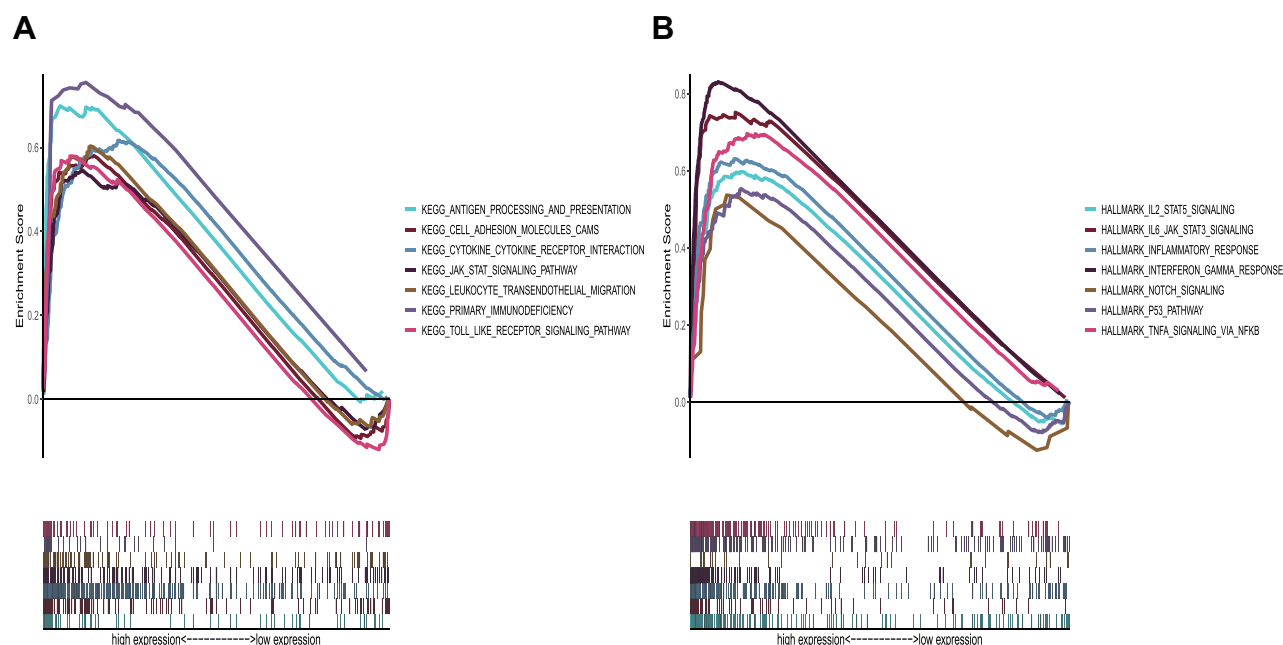 A
Enrichment Score
0.6
0.4
0.2
0.0
KEGG_ANTIGEN_PROCESSING_AND_PRESENTATION
KEGG_CELL_ADHESION_MOLECULES_CAMS
KEGG_CYTOKINE_CYTOKINE_RECEPTOR_INTERACTION
KEGG_JAK_STAT_SIGNALING_PATHWAY
KEGG_LEUKOCYTE_TRANSENDOTHELIAL_MIGRATION
KEGG_PRIMARY_IMMUNODEFICIENCY
KEGG_TOLL_LIKE_RECEPTOR_SIGNALING_PATHWAY
high expression<------------>low expression
B
Enrichment Score
0.8
0.6
0.4
0.2
0.0
HALLMARK_IL2_STAT5_SIGNALING
HALLMARK_IL6_JAK_STAT3_SIGNALING
HALLMARK_INFLAMMATORY_RESPONSE
HALLMARK_INTERFERON_GAMMA_RESPONSE
HALLMARK_NOTCH_SIGNALING
HALLMARK_P53_PATHWAY
HALLMARK_TNFA_SIGNALING_VIA_NFKB
high expression<------------>low expression